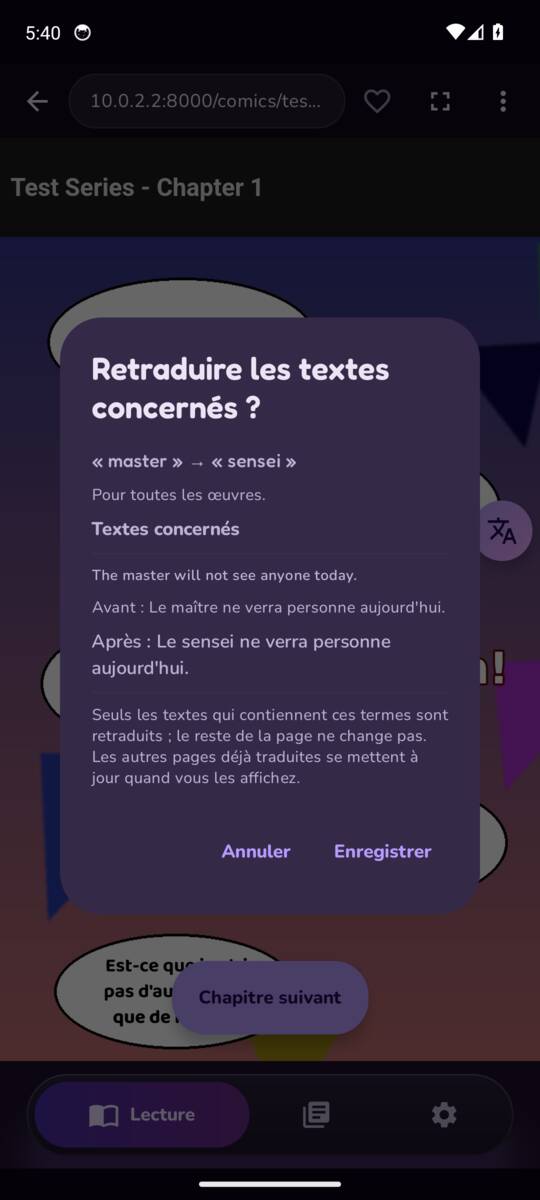 5:40
10.0.2.2:8000/comics/tes...
Test Series - Chapter 1
Retraduire les textes
concernés ?
« master » → « sensei »
Pour toutes les œuvres.
Textes concernés
The master will not see anyone today.
Avant : Le maître ne verra personne aujourd'hui.
Après : Le sensei ne verra personne
aujourd'hui.
Seuls les textes qui contiennent ces termes sont
retraduits ; le reste de la page ne change pas.
Les autres pages déjà traduites se mettent à
jour quand vous les affichez.
Annuler
Enregistrer
Est-ce que
pas d'au
que de
Chapitre suivant
Lecture